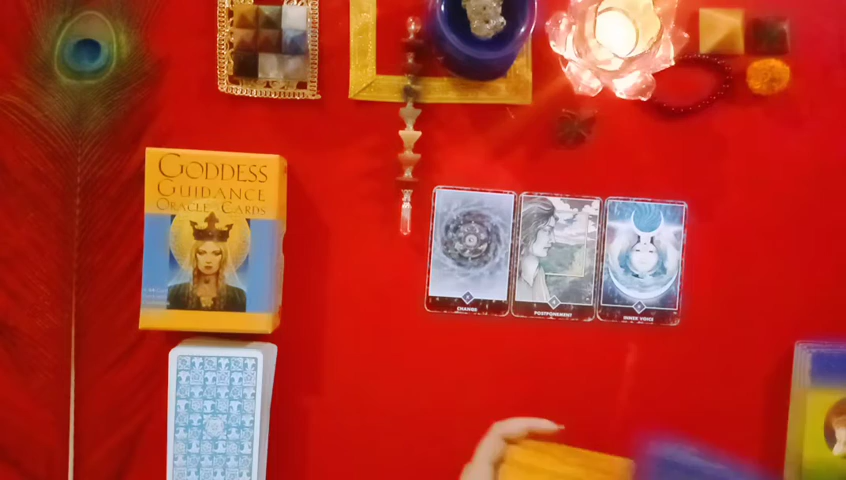 GODDESS
GUIDANCE
ORACLE CARDS
CHANGE
POSTPONEMENT
INNER VOICE